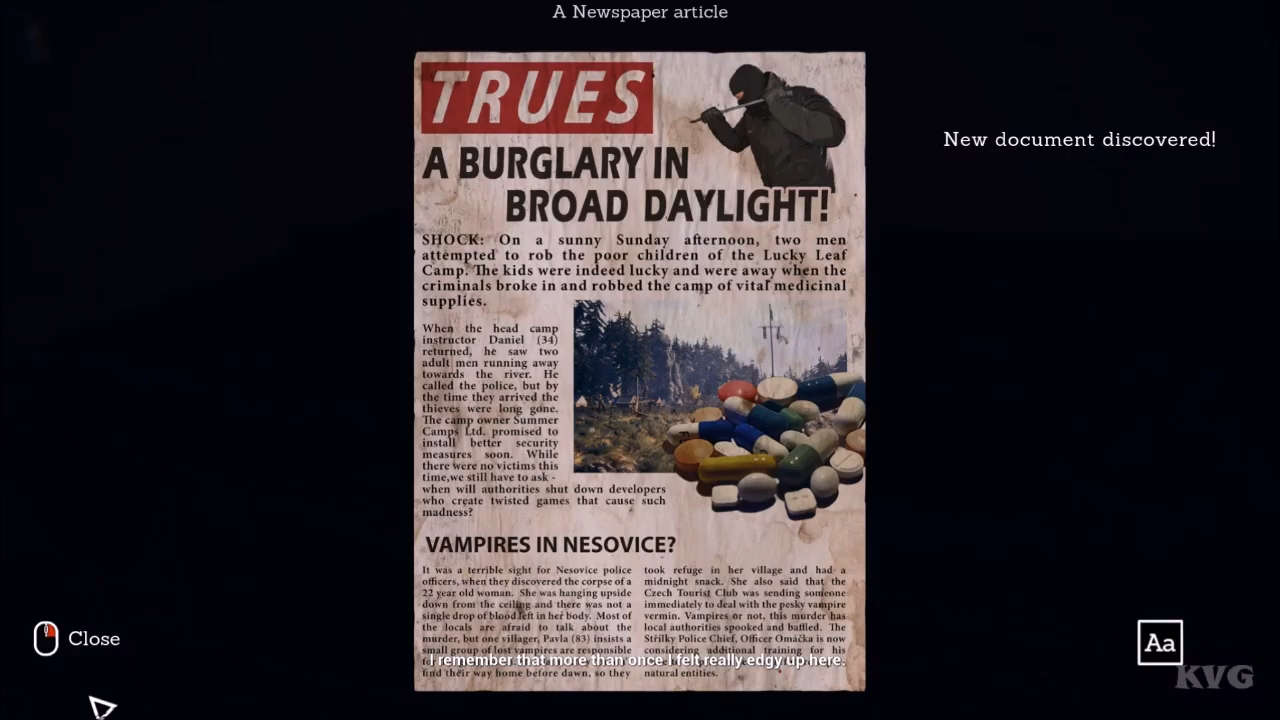 A Newspaper article
TRUES
New document discovered!
A BURGLARY IN
BROAD DAYLIGHT!
SHOCK: On a sunny Sunday afternoon, two men
attempted to rob the poor children of the Lucky Leaf
Camp. The kids were indeed lucky and were away when the
criminals broke in and robbed the camp of vital medicinal
supplies.
When the head camp
instructor Daniel (34)
returned, he saw two
adult men running away
towards the river. He
called the police, but by
the time they arrived the
thieves were long gone.
The camp owner Summer
Camps Ltd. promised to
install better security
measures soon. While
there were no victims this
time,we still have to ask -
when will authorities shut down developers
who create twisted games that cause such
madness?
VAMPIRES IN NESOVICE?
It was a terrible sight for Nesovice police
officers, when they discovered the corpse of a
22 year old woman. She was hanging upside
down from the ceiling and there was not a
single drop of blood left in her body. Most of
the locals are afraid to talk about the
murder, but one villager, Pavla (83) insists a
small group of lost vampires are responsible
find their way home before dawn, so they
took refuge in her village and had a
midnight snack. She also said that the
Czech Tourist Club was sending someone
immediately to deal with the pesky vampire
vermin. Vampires or not, this murder has
local authorities spooked and baffled. The
Střílky Police Chief, Officer Omáčka is now
considering additional training for his
natural entities.
I remember that more than once I felt really edgy up here.
Close
Aa
KVG